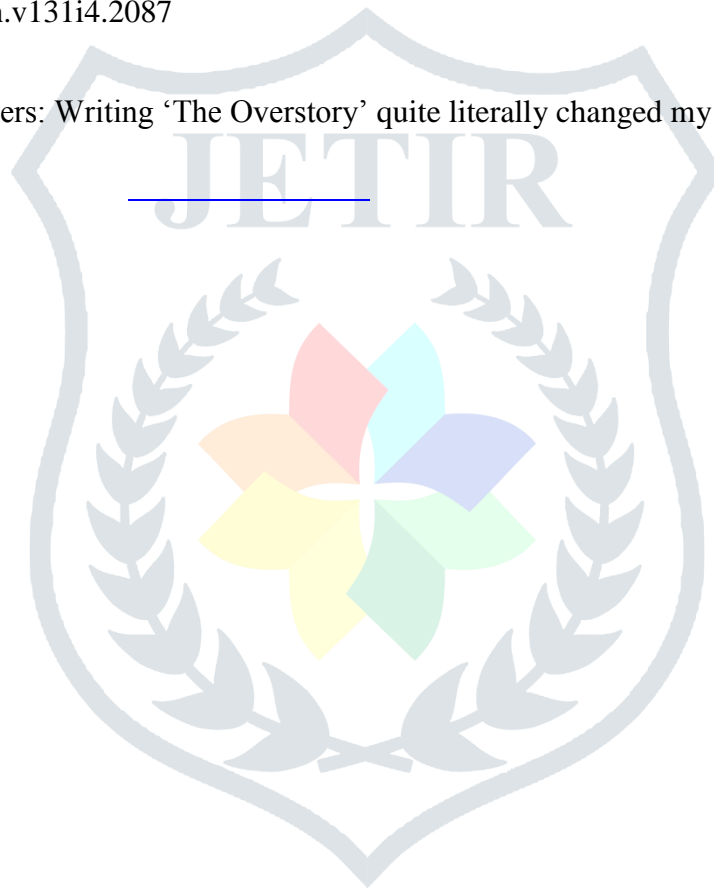 .v131i4.2087
ers: Writing ‘The Overstory’ quite literally changed my
JETIR